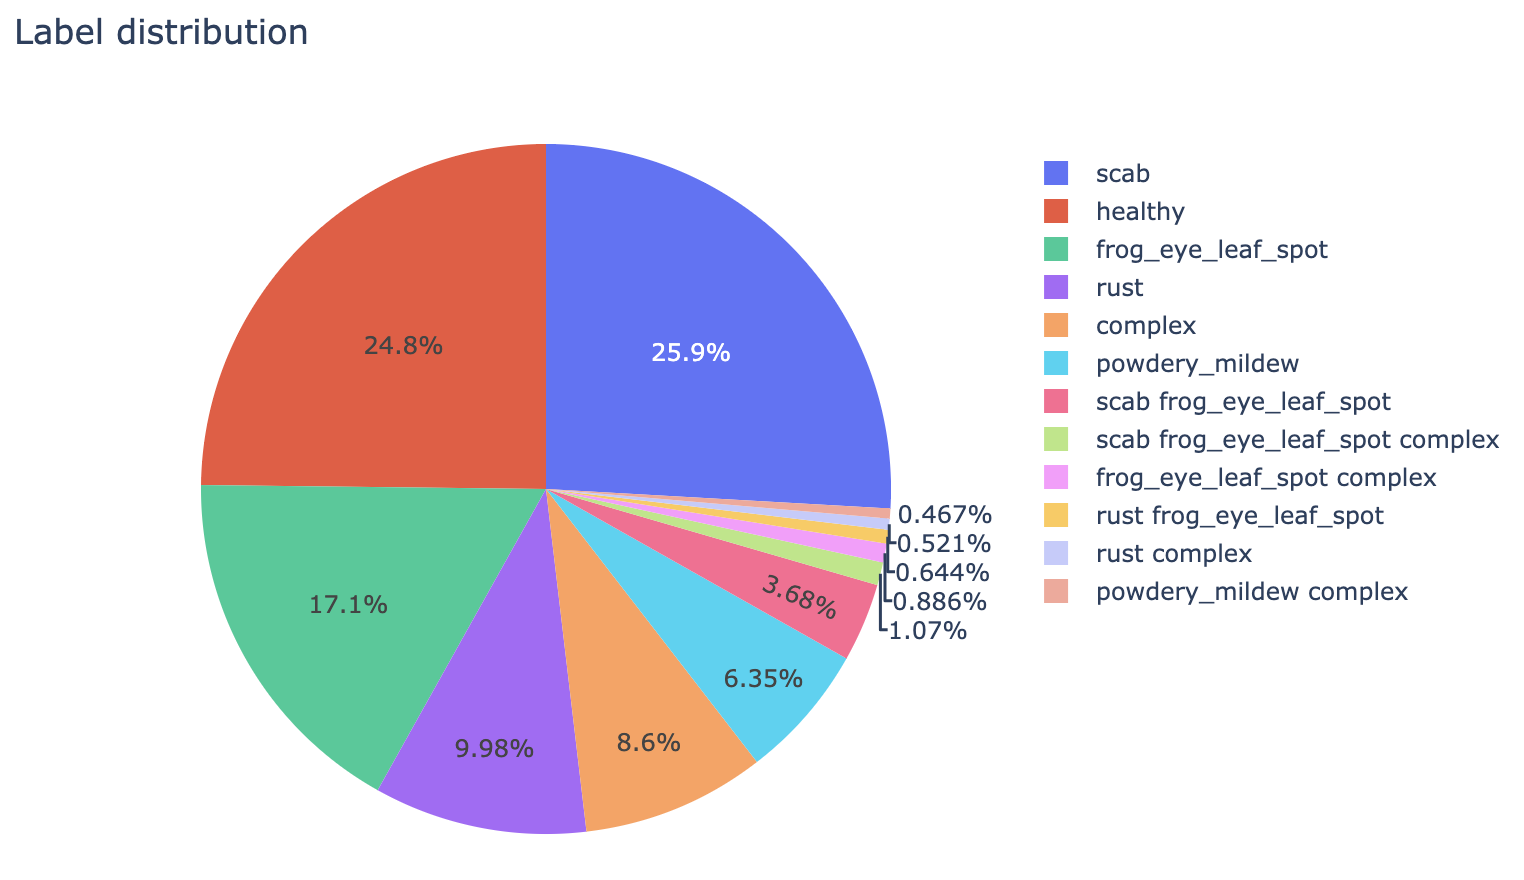 Label distribution
25.9%
24.8%
17.1%
9.98%
8.6%
6.35%
3.68%
1.07%
0.886%
0.644%
0.521%
0.467%
scab
healthy
frog_eye_leaf_spot
rust
complex
powdery_mildew
scab frog_eye_leaf_spot
scab frog_eye_leaf_spot complex
frog_eye_leaf_spot complex
rust frog_eye_leaf_spot
rust complex
powdery_mildew complex